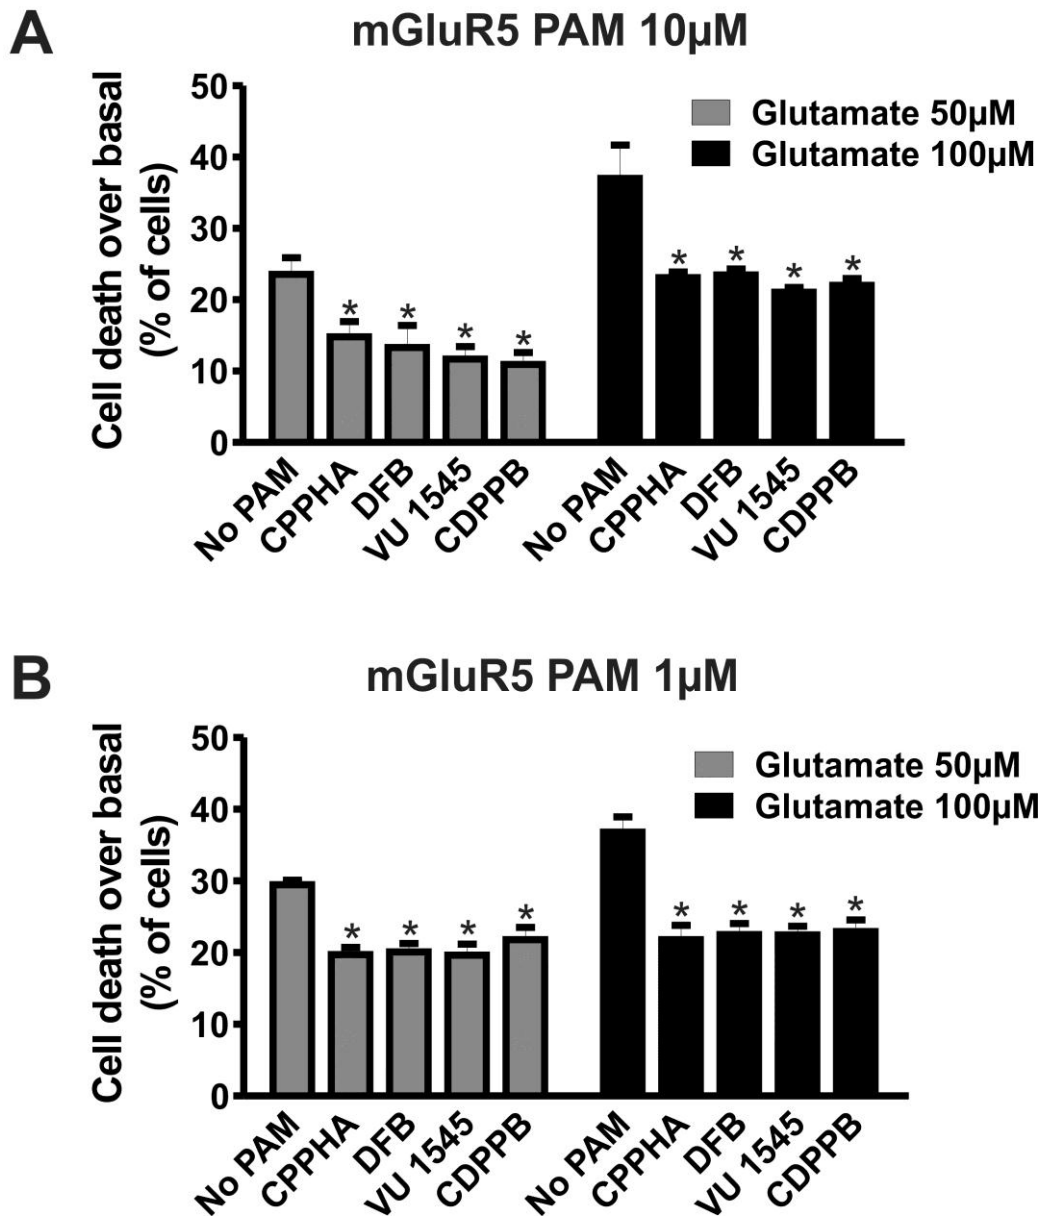 A
mGluR5 PAM 10µM
Cell death over basal
(% of cells)
50
40
30
20
10
0
Glutamate 50µM
Glutamate 100µM
* * * * * * * *
No PAM CPPHA DFB VU 1545 CDPPB No PAM CPPHA DFB VU 1545 CDPPB
B
mGluR5 PAM 1µM
Cell death over basal
(% of cells)
50
40
30
20
10
0
Glutamate 50µM
Glutamate 100µM
* * * * * * * *
No PAM CPPHA DFB VU 1545 CDPPB No PAM CPPHA DFB VU 1545 CDPPB